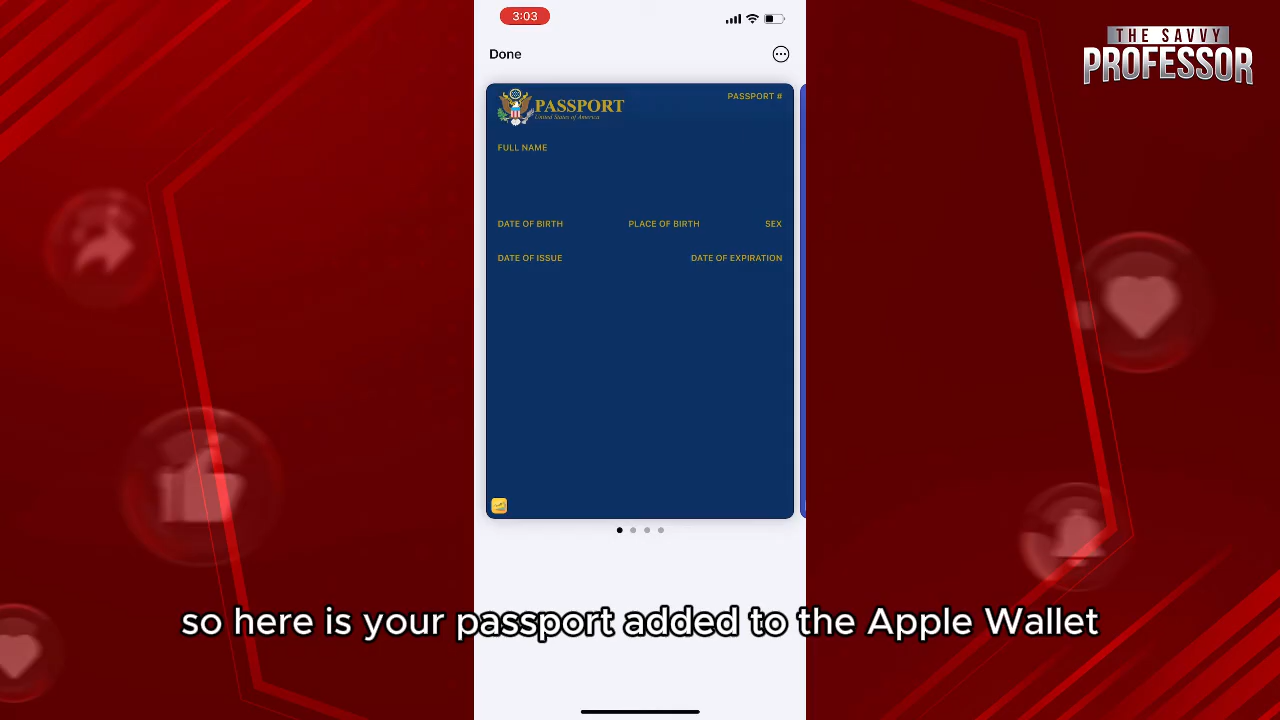 3:03
Done
THE SAVVY
PROFESSOR
PASSPORT
United States of America
PASSPORT #
FULL NAME
DATE OF BIRTH PLACE OF BIRTH SEX
DATE OF ISSUE DATE OF EXPIRATION
so here is your passport added to the Apple Wallet